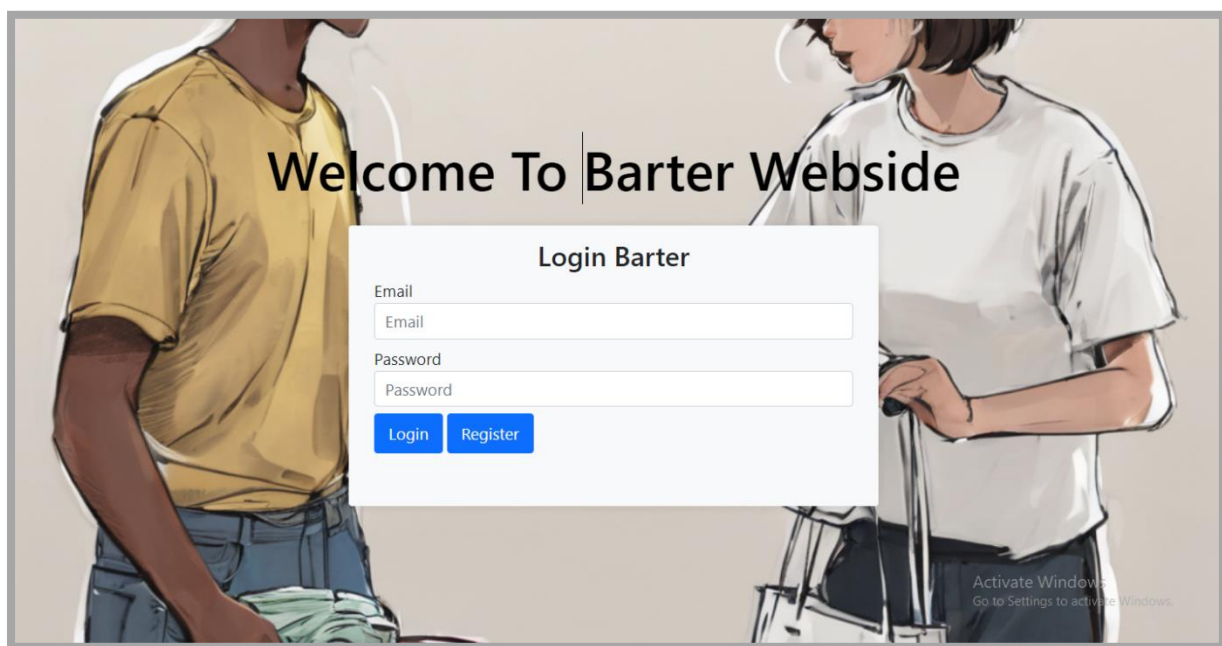 Welcome To Barter Webside
Login Barter
Email
Email
Password
Password
Login Register
Activate Windows
Go to Settings to activate Windows.